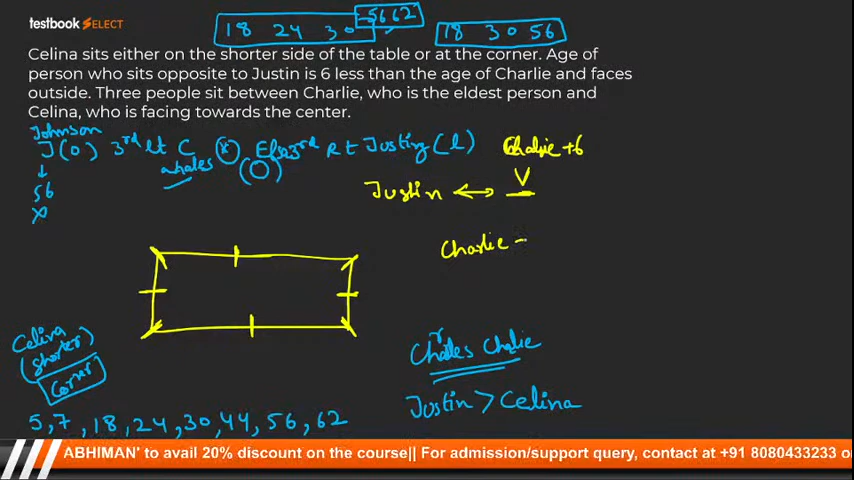 testbook SELECT
18 24 30 56 62
18 30 56
Celina sits either on the shorter side of the table or at the corner. Age of
person who sits opposite to Justin is 6 less than the age of Charlie and faces
outside. Three people sit between Charlie, who is the eldest person and
Celina, who is facing towards the center.
Johnson
J(0) 3rd lt C
3rd Rt Justing (l)
+6
Justin ↔
56
x
Charlie -
Celina
(shorter)
Corner
Charles Charlie
Justin > Celina
5, 7, 18, 24, 30, 44, 56, 62
ABHIMAN' to avail 20% discount on the course|| For admission/support query, contact at +91 8080433233 or